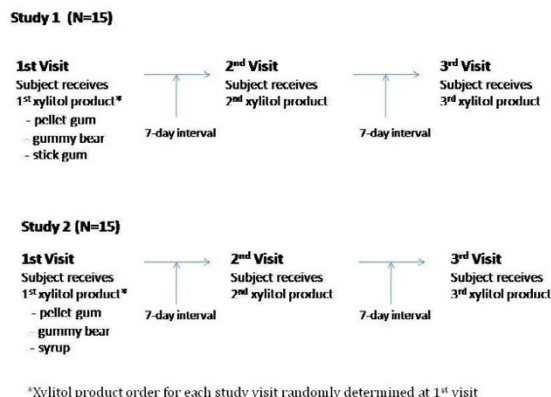 Study 1 (N=15)
1st Visit
Subject receives
1st xylitol product*
- pellet gum
gummy bear
- stick gum
7-day interval
2nd Visit
Subject receives
2nd xylitol product
7-day interval
3rd Visit
Subject receives
3rd xylitol product
Study 2 (N=15)
1st Visit
Subject receives
1st xylitol product*
- pellet gum
gummy bear
- syrup
7-day interval
2nd Visit
Subject receives
2nd xylitol product
7-day interval
3rd Visit
Subject receives
3rd xylitol product
*Xylitol product order for each study visit randomly determined at 1st visit